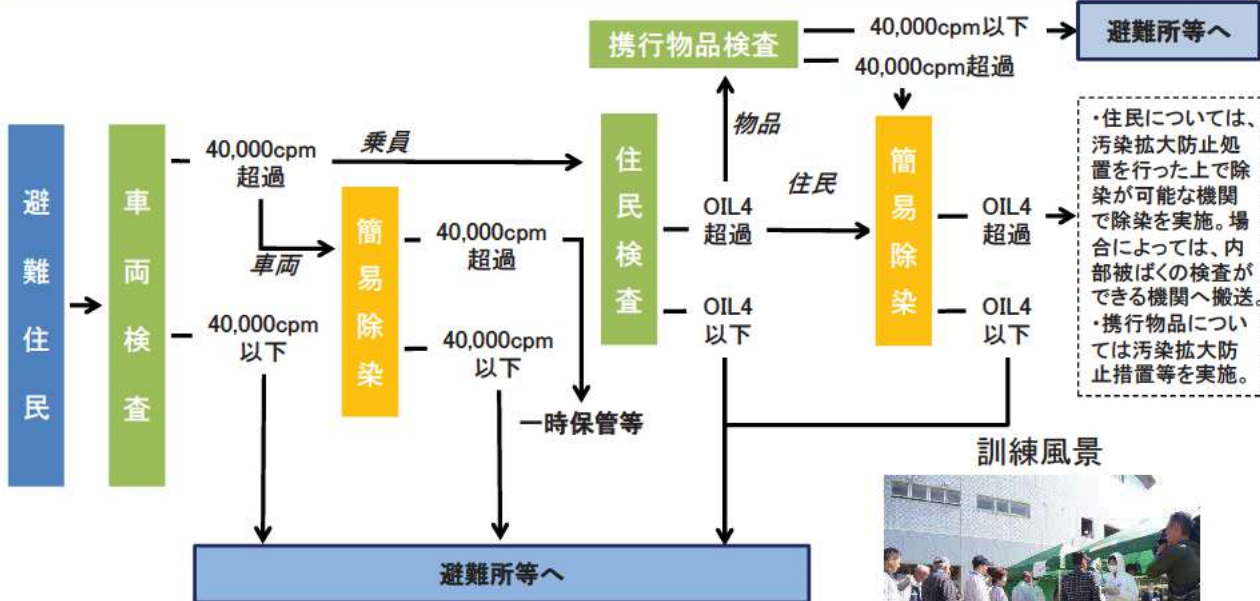 避難住民
車両検査
40,000cpm
超過
乗員
車両
40,000cpm
以下
簡易除染
40,000cpm
超過
40,000cpm
以下
一時保管等
住民検査
携行物品検査
40,000cpm以下
40,000cpm超過
避難所等へ
物品
OIL4
超過
住民
OIL4
以下
簡易除染
OIL4
超過
OIL4
以下
・住民については、
汚染拡大防止処
置を行った上で除
染が可能な機関
で除染を実施。場
合によっては、内
部被ばくの検査が
できる機関へ搬送。
・携行物品につい
ては汚染拡大防
止措置等を実施。
訓練風景
避難所等へ